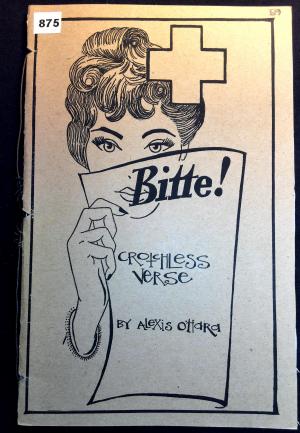 875
Bitte!
CROTCHLESS
VERSE
BY ALEXIS O'HARA